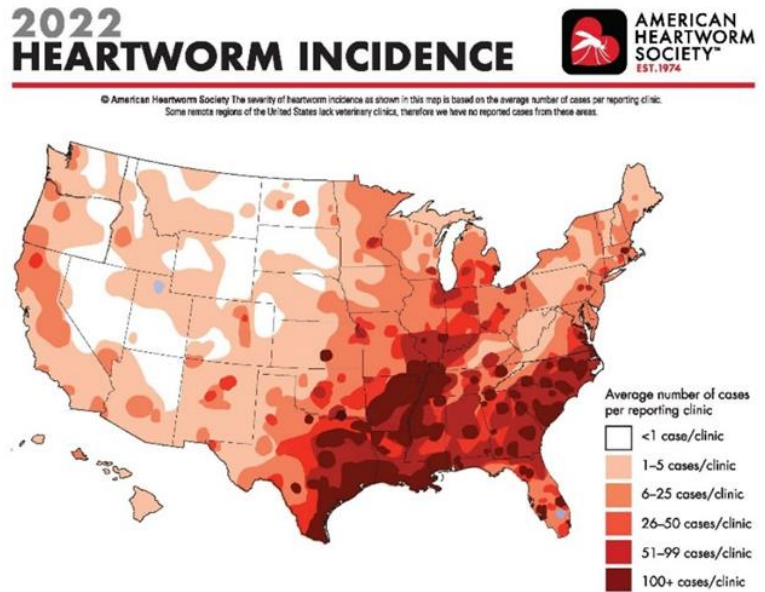 2022
HEARTWORM INCIDENCE
AMERICAN
HEARTWORM
SOCIETY™
EST.1974
© American Heartworm Society The severity of heartworm incidence as shown in this map is based on the average number of cases per reporting clinic.
Some remote regions of the United States lack veterinary clinics, therefore we have no reported cases from these areas.
Average number of cases
per reporting clinic
<1 case/clinic
1–5 cases/clinic
6–25 cases/clinic
26–50 cases/clinic
51–99 cases/clinic
100+ cases/clinic